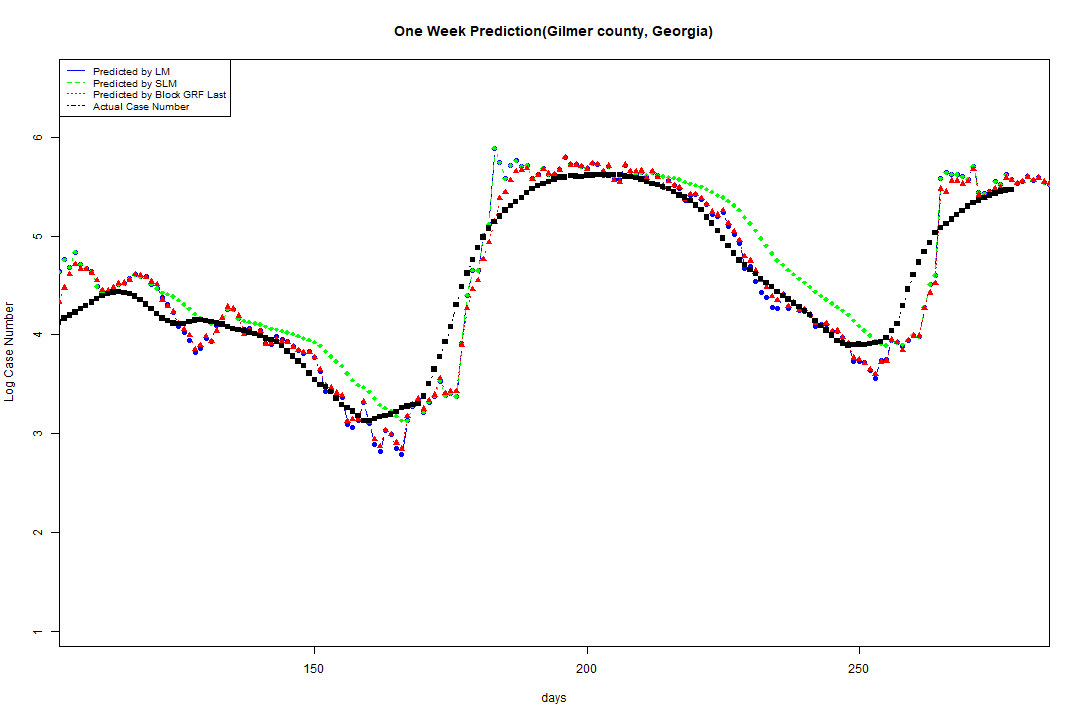 One Week Prediction(Gilmer county, Georgia)
Predicted by LM
Predicted by SLM
Predicted by Block GRF Last
Actual Case Number
Log Case Number
6
5
4
3
2
1
150 200 250
days